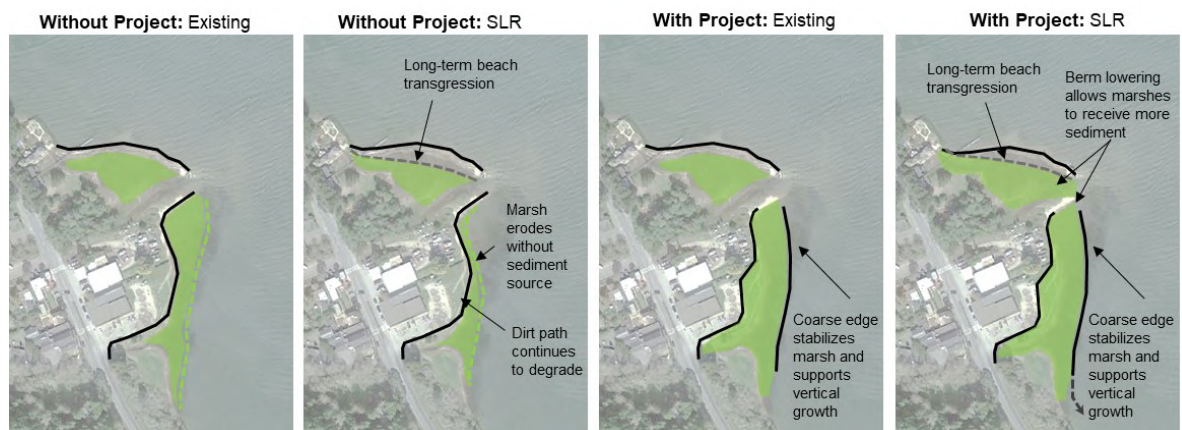 Without Project: Existing
Without Project: SLR
With Project: Existing
With Project: SLR
Long-term beach
transgression
Marsh
erodes
without
sediment
source
Dirt path
continues
to degrade
Coarse edge
stabilizes
marsh and
supports
vertical
growth
Long-term beach
transgression
Berm lowering
allows marshes
to receive more
sediment
Coarse edge
stabilizes
marsh and
supports
vertical
growth